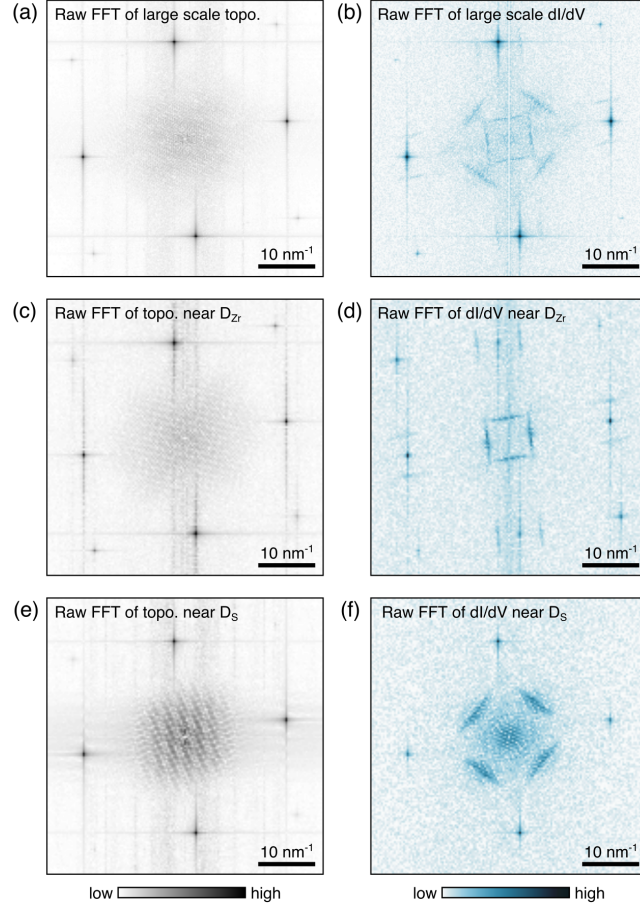 (a)
Raw FFT of large scale topo.
10 nm⁻¹
(b)
Raw FFT of large scale dI/dV
10 nm⁻¹
(c)
Raw FFT of topo. near D_Zr
10 nm⁻¹
(d)
Raw FFT of dI/dV near D_Zr
10 nm⁻¹
(e)
Raw FFT of topo. near D_S
10 nm⁻¹
(f)
Raw FFT of dI/dV near D_S
10 nm⁻¹
low high
low high